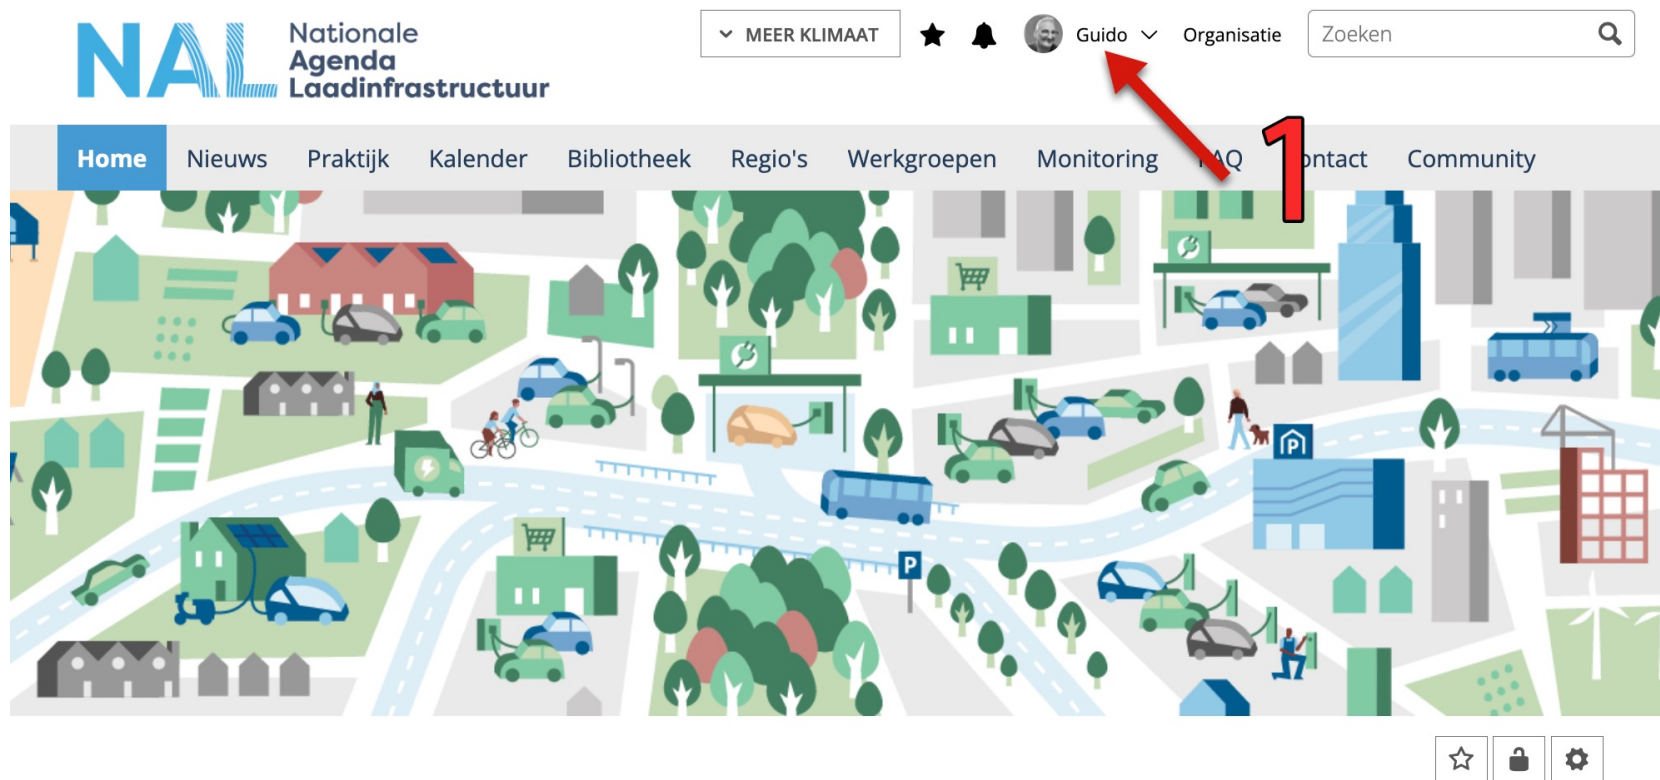 NAL Nationale
Agenda
Laadinfrastructuur
MEER KLIMAAT Guido Organisatie Zoeken
1
Home Nieuws Praktijk Kalender Bibliotheek Regio's Werkgroepen Monitoring Community
P
P